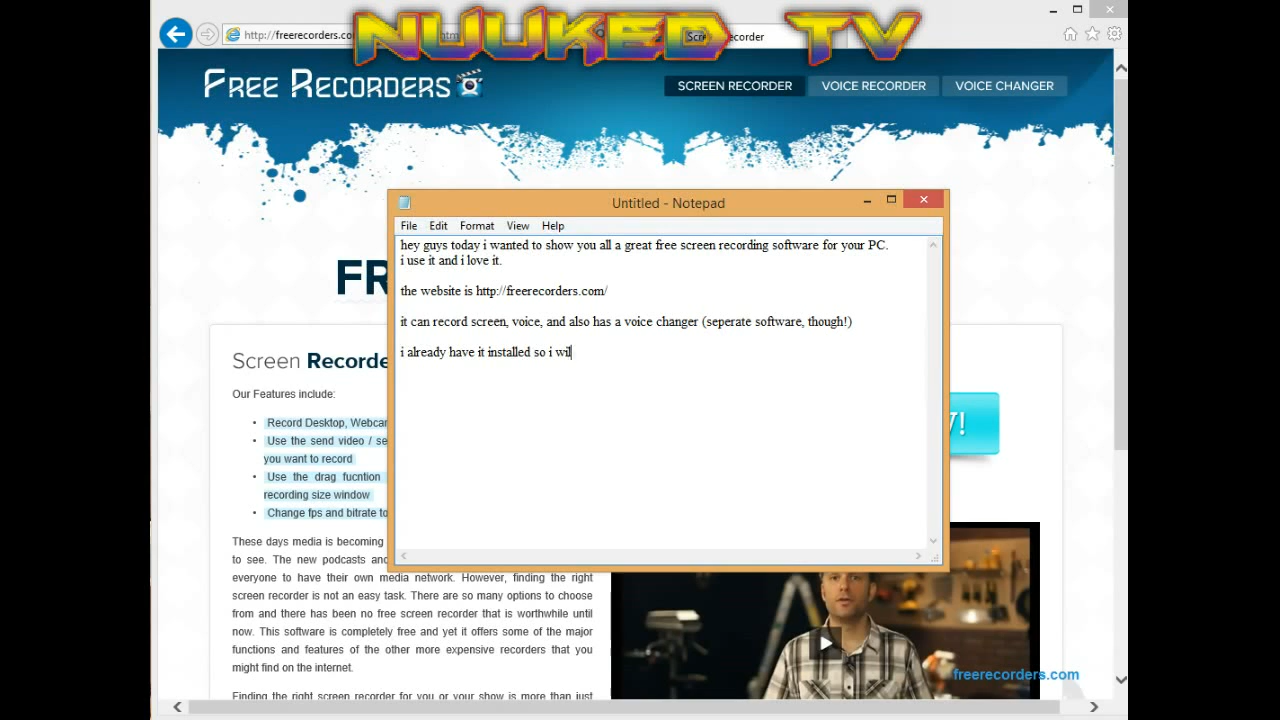 NUUKED TV
http://freerecorders.co
Free Recorders
SCREEN RECORDER
VOICE RECORDER
VOICE CHANGER
Untitled - Notepad
File Edit Format View Help
hey guys today i wanted to show you all a great free screen recording software for your PC.
i use it and i love it.
the website is http://freerecorders.com/
it can record screen, voice, and also has a voice changer (seperate software, though!)
i already have it installed so i wil
FR
Screen Recorde
Our Features include:
Record Desktop, Webcam
Use the send video / se
you want to record
Use the drag fucntion
recording size window
Change fps and bitrate to
These days media is becoming
to see. The new podcasts and
everyone to have their own media network. However, finding the right
screen recorder is not an easy task. There are so many options to choose
from and there has been no free screen recorder that is worthwhile until
now. This software is completely free and yet it offers some of the major
functions and features of the other more expensive recorders that you
might find on the internet.
Finding the right screen recorder for you or your show is more than just
!
freerecorders.com